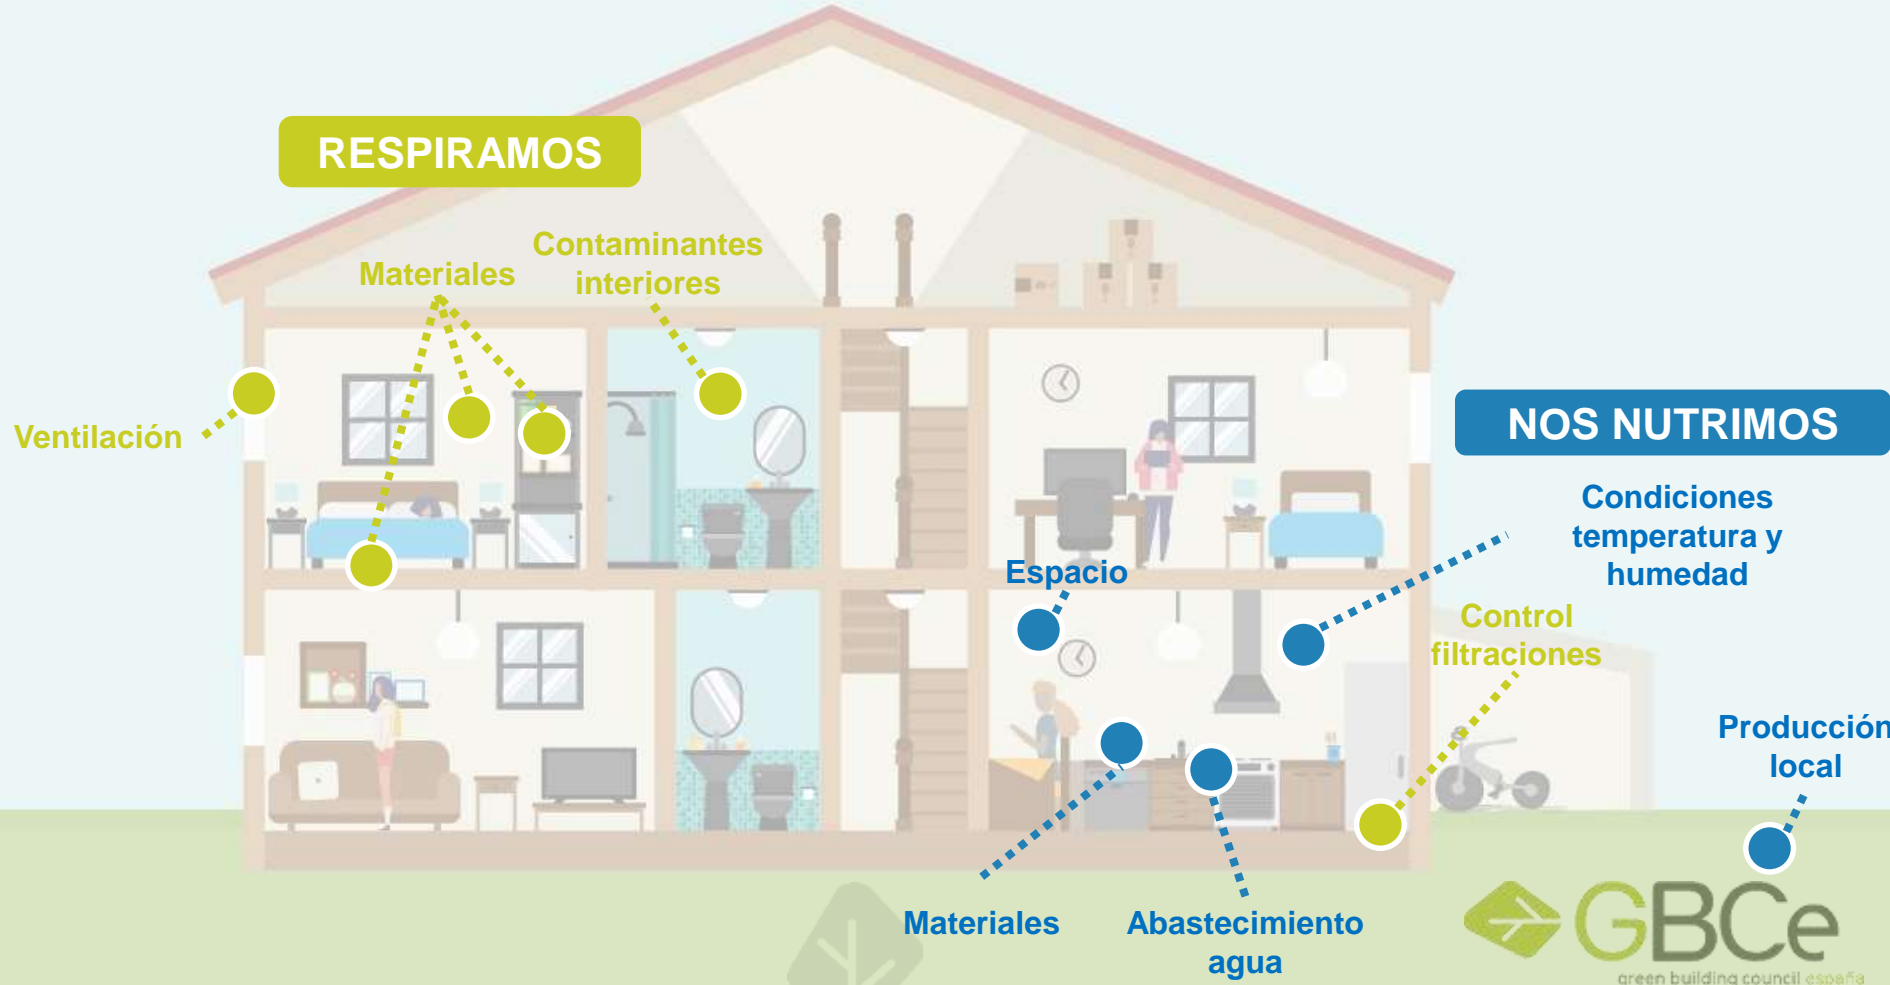 RESPIRAMOS
Contaminantes
interiores
Materiales
Ventilación
NOS NUTRIMOS
Condiciones
temperatura y
humedad
Espacio
Control
filtraciones
Producción
local
Materiales
Abastecimiento
agua
GBCe
green building council españa